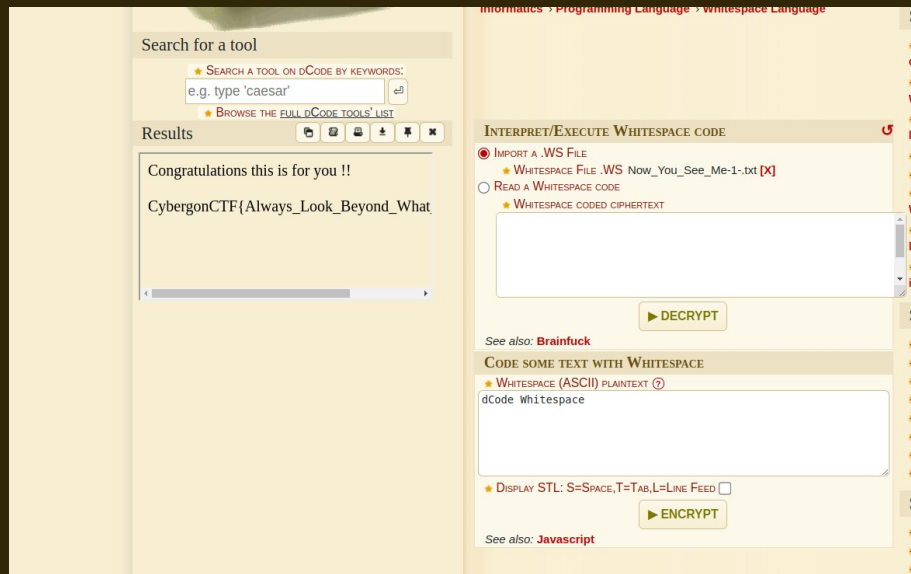 Informatics › Programming Language › Whitespace Language
Search for a tool
Search a tool on dCode by keywords:
e.g. type 'caesar'
Browse the full dCode tools' list
Results
Congratulations this is for you !!
CybergonCTF{Always_Look_Beyond_What_
Interpret/Execute Whitespace code
Import a .WS File
Whitespace File .WS Now_You_See_Me-1-.txt [X]
Read a Whitespace code
Whitespace coded ciphertext
▶ DECRYPT
See also: Brainfuck
Code some text with Whitespace
Whitespace (ASCII) plaintext ?
dCode Whitespace
Display STL: S=Space,T=Tab,L=Line Feed
▶ ENCRYPT
See also: Javascript